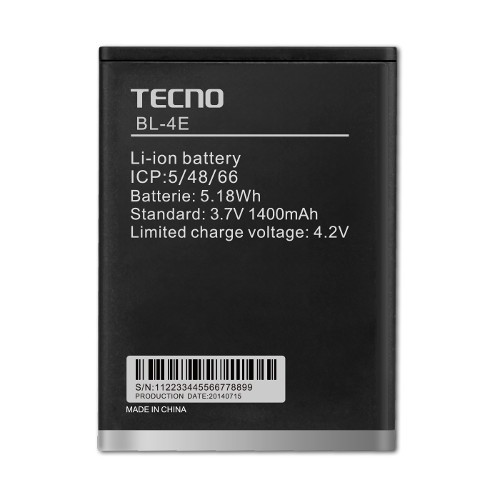 TECNO
BL-4E
Li-ion battery
ICP:5/48/66
Batterie: 5.18Wh
Standard: 3.7V 1400mAh
Limited charge voltage: 4.2V
S/N:112233445566778899
PRODUCTION DATE:20140715
MADE IN CHINA